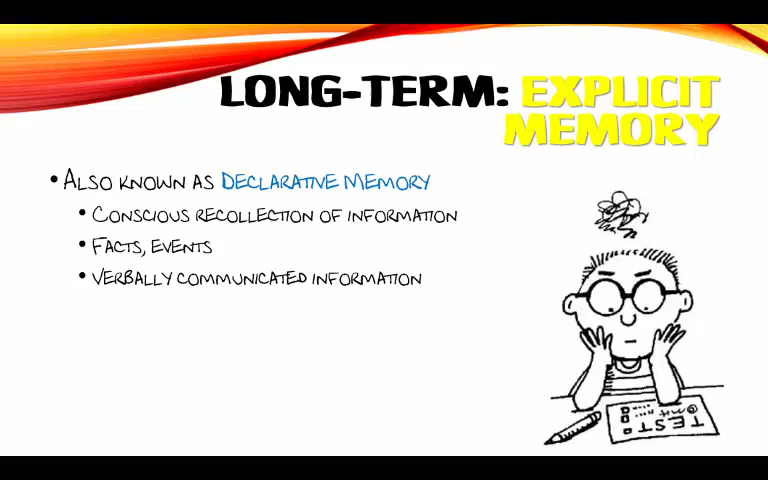 LONG-TERM: EXPLICIT
MEMORY
• ALSO KNOWN AS DECLARATIVE MEMORY
• CONSCIOUS RECOLLECTION OF INFORMATION
• FACTS, EVENTS
• VERBALLY COMMUNICATED INFORMATION
TEST